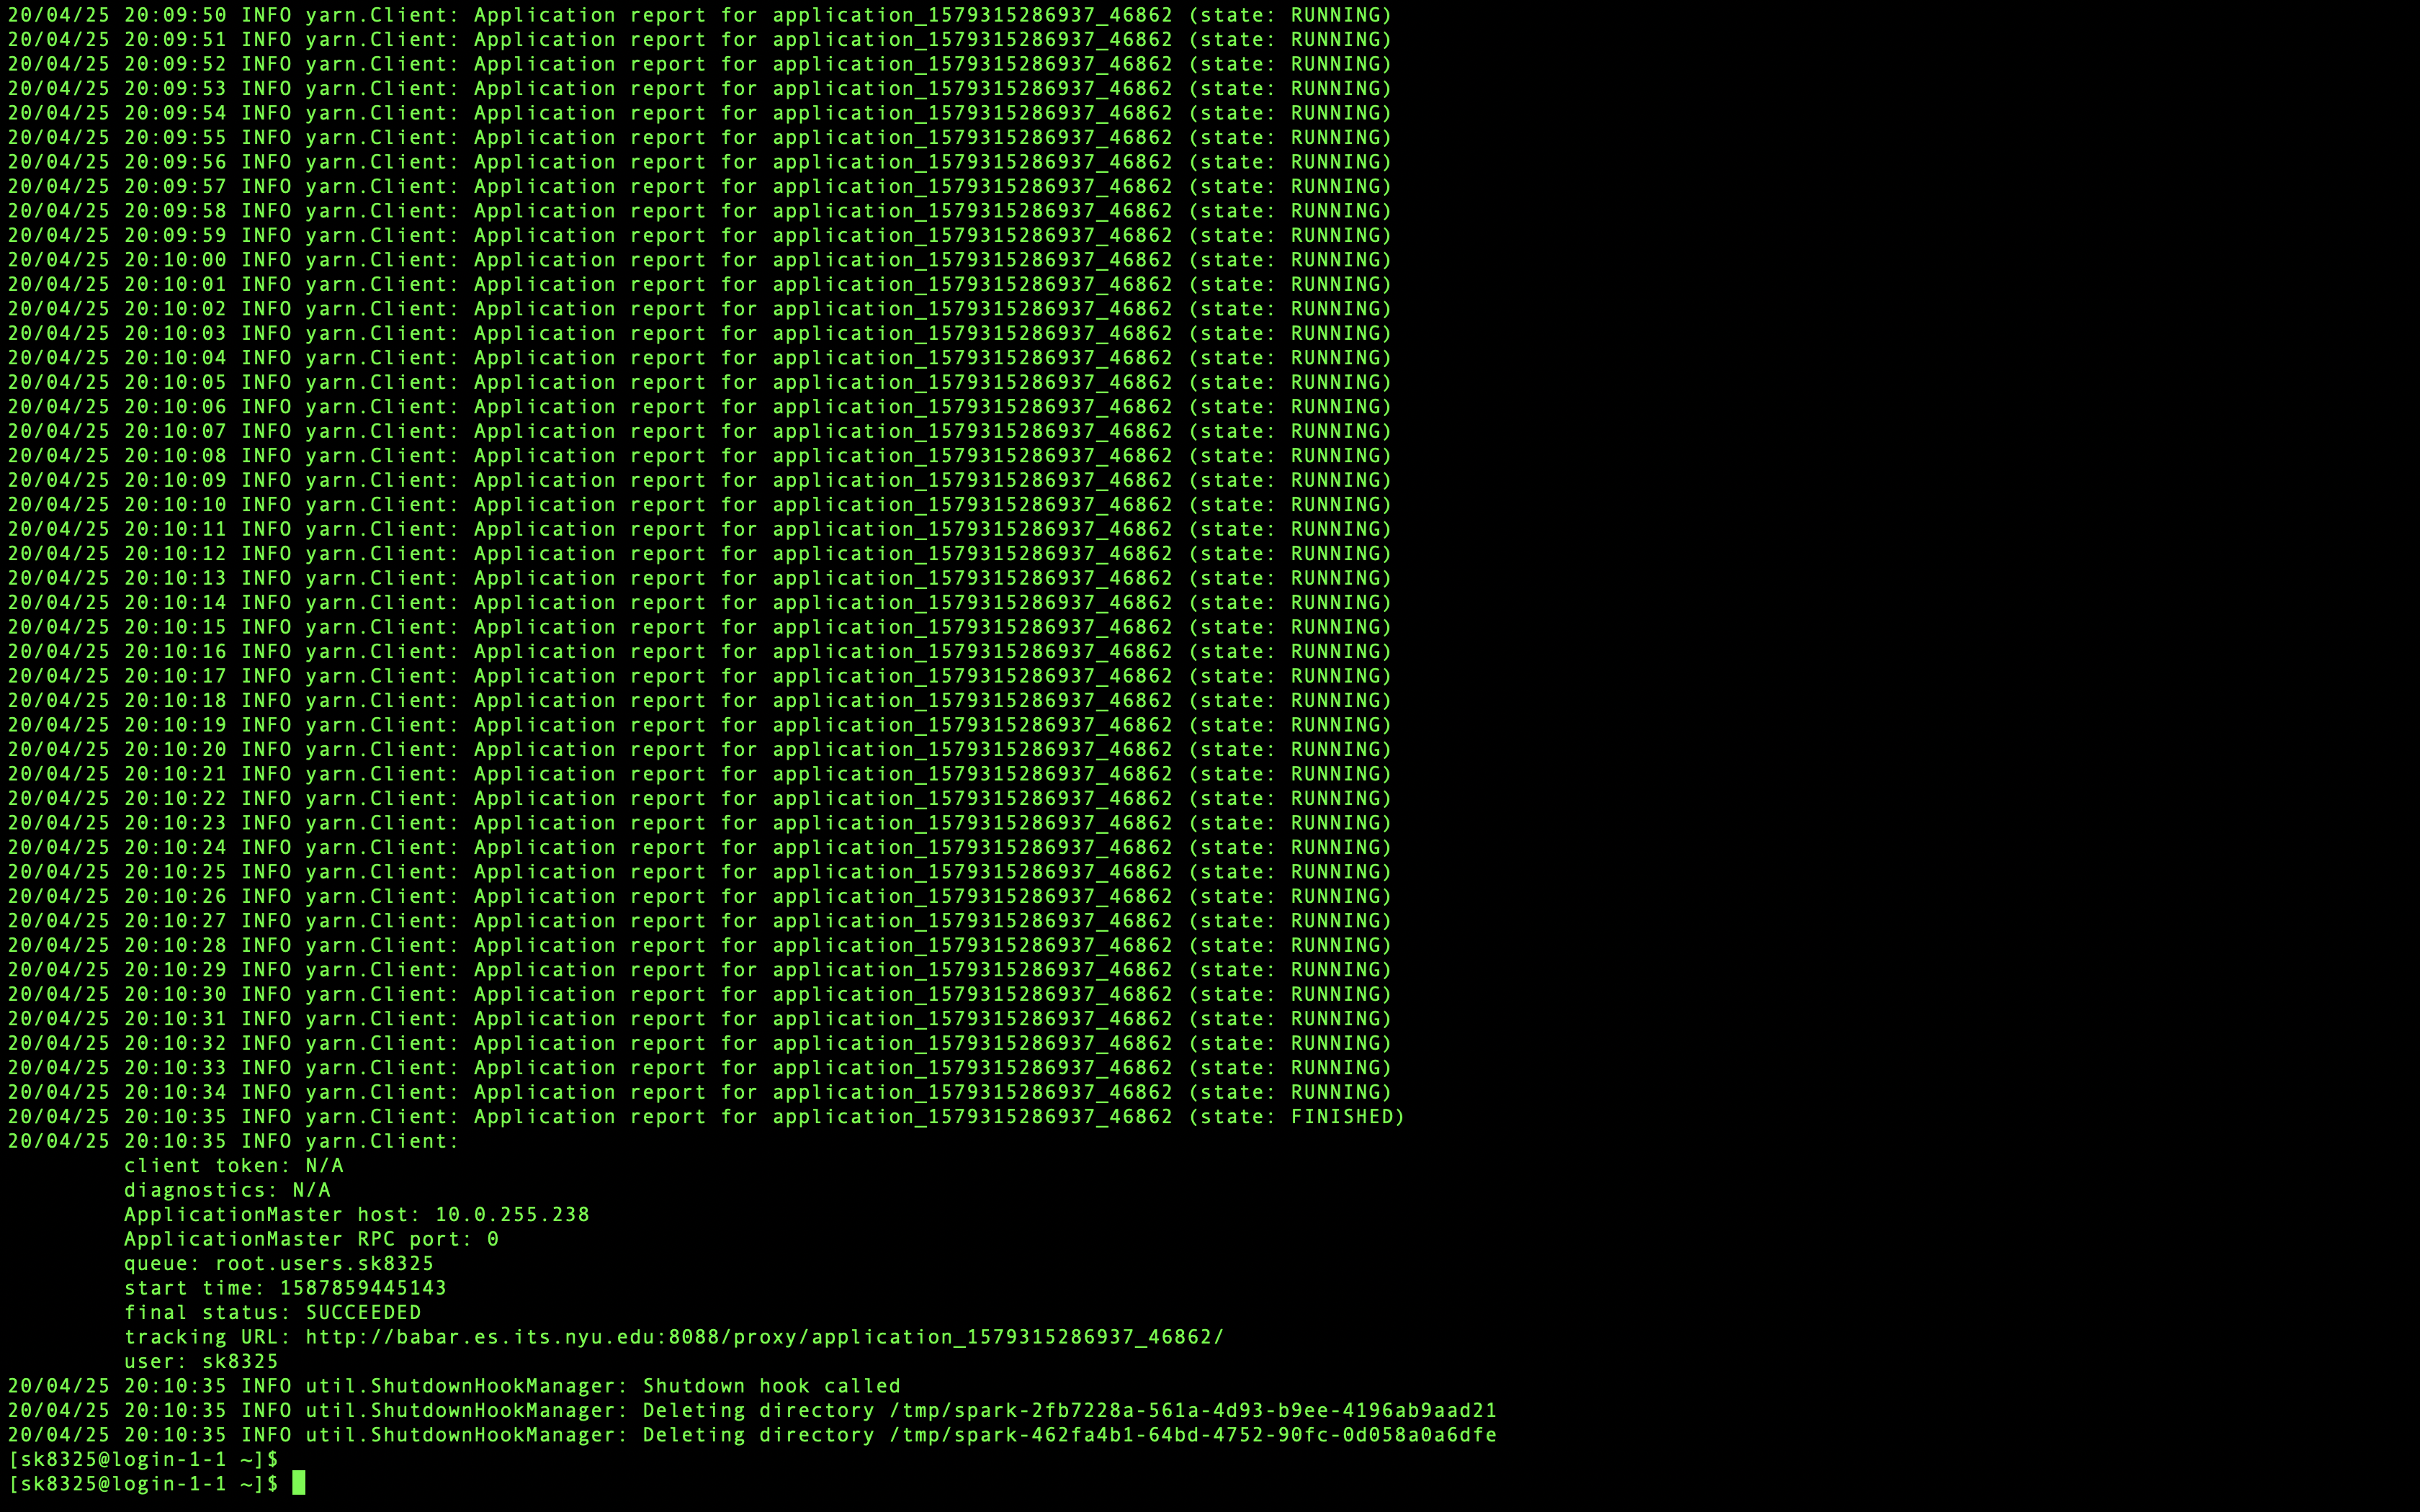 20/04/25 20:09:50 INFO yarn.Client: Application report for application_1579315286937_46862 (state: RUNNING)
20/04/25 20:09:51 INFO yarn.Client: Application report for application_1579315286937_46862 (state: RUNNING)
20/04/25 20:09:52 INFO yarn.Client: Application report for application_1579315286937_46862 (state: RUNNING)
20/04/25 20:09:53 INFO yarn.Client: Application report for application_1579315286937_46862 (state: RUNNING)
20/04/25 20:09:54 INFO yarn.Client: Application report for application_1579315286937_46862 (state: RUNNING)
20/04/25 20:09:55 INFO yarn.Client: Application report for application_1579315286937_46862 (state: RUNNING)
20/04/25 20:09:56 INFO yarn.Client: Application report for application_1579315286937_46862 (state: RUNNING)
20/04/25 20:09:57 INFO yarn.Client: Application report for application_1579315286937_46862 (state: RUNNING)
20/04/25 20:09:58 INFO yarn.Client: Application report for application_1579315286937_46862 (state: RUNNING)
20/04/25 20:09:59 INFO yarn.Client: Application report for application_1579315286937_46862 (state: RUNNING)
20/04/25 20:10:00 INFO yarn.Client: Application report for application_1579315286937_46862 (state: RUNNING)
20/04/25 20:10:01 INFO yarn.Client: Application report for application_1579315286937_46862 (state: RUNNING)
20/04/25 20:10:02 INFO yarn.Client: Application report for application_1579315286937_46862 (state: RUNNING)
20/04/25 20:10:03 INFO yarn.Client: Application report for application_1579315286937_46862 (state: RUNNING)
20/04/25 20:10:04 INFO yarn.Client: Application report for application_1579315286937_46862 (state: RUNNING)
20/04/25 20:10:05 INFO yarn.Client: Application report for application_1579315286937_46862 (state: RUNNING)
20/04/25 20:10:06 INFO yarn.Client: Application report for application_1579315286937_46862 (state: RUNNING)
20/04/25 20:10:07 INFO yarn.Client: Application report for application_1579315286937_46862 (state: RUNNING)
20/04/25 20:10:08 INFO yarn.Client: Application report for application_1579315286937_46862 (state: RUNNING)
20/04/25 20:10:09 INFO yarn.Client: Application report for application_1579315286937_46862 (state: RUNNING)
20/04/25 20:10:10 INFO yarn.Client: Application report for application_1579315286937_46862 (state: RUNNING)
20/04/25 20:10:11 INFO yarn.Client: Application report for application_1579315286937_46862 (state: RUNNING)
20/04/25 20:10:12 INFO yarn.Client: Application report for application_1579315286937_46862 (state: RUNNING)
20/04/25 20:10:13 INFO yarn.Client: Application report for application_1579315286937_46862 (state: RUNNING)
20/04/25 20:10:14 INFO yarn.Client: Application report for application_1579315286937_46862 (state: RUNNING)
20/04/25 20:10:15 INFO yarn.Client: Application report for application_1579315286937_46862 (state: RUNNING)
20/04/25 20:10:16 INFO yarn.Client: Application report for application_1579315286937_46862 (state: RUNNING)
20/04/25 20:10:17 INFO yarn.Client: Application report for application_1579315286937_46862 (state: RUNNING)
20/04/25 20:10:18 INFO yarn.Client: Application report for application_1579315286937_46862 (state: RUNNING)
20/04/25 20:10:19 INFO yarn.Client: Application report for application_1579315286937_46862 (state: RUNNING)
20/04/25 20:10:20 INFO yarn.Client: Application report for application_1579315286937_46862 (state: RUNNING)
20/04/25 20:10:21 INFO yarn.Client: Application report for application_1579315286937_46862 (state: RUNNING)
20/04/25 20:10:22 INFO yarn.Client: Application report for application_1579315286937_46862 (state: RUNNING)
20/04/25 20:10:23 INFO yarn.Client: Application report for application_1579315286937_46862 (state: RUNNING)
20/04/25 20:10:24 INFO yarn.Client: Application report for application_1579315286937_46862 (state: RUNNING)
20/04/25 20:10:25 INFO yarn.Client: Application report for application_1579315286937_46862 (state: RUNNING)
20/04/25 20:10:26 INFO yarn.Client: Application report for application_1579315286937_46862 (state: RUNNING)
20/04/25 20:10:27 INFO yarn.Client: Application report for application_1579315286937_46862 (state: RUNNING)
20/04/25 20:10:28 INFO yarn.Client: Application report for application_1579315286937_46862 (state: RUNNING)
20/04/25 20:10:29 INFO yarn.Client: Application report for application_1579315286937_46862 (state: RUNNING)
20/04/25 20:10:30 INFO yarn.Client: Application report for application_1579315286937_46862 (state: RUNNING)
20/04/25 20:10:31 INFO yarn.Client: Application report for application_1579315286937_46862 (state: RUNNING)
20/04/25 20:10:32 INFO yarn.Client: Application report for application_1579315286937_46862 (state: RUNNING)
20/04/25 20:10:33 INFO yarn.Client: Application report for application_1579315286937_46862 (state: RUNNING)
20/04/25 20:10:34 INFO yarn.Client: Application report for application_1579315286937_46862 (state: RUNNING)
20/04/25 20:10:35 INFO yarn.Client: Application report for application_1579315286937_46862 (state: FINISHED)
20/04/25 20:10:35 INFO yarn.Client:
client token: N/A
diagnostics: N/A
ApplicationMaster host: 10.0.255.238
ApplicationMaster RPC port: 0
queue: root.users.sk8325
start time: 1587859445143
final status: SUCCEEDED
tracking URL: http://babar.es.its.nyu.edu:8088/proxy/application_1579315286937_46862/
user: sk8325
20/04/25 20:10:35 INFO util.ShutdownHookManager: Shutdown hook called
20/04/25 20:10:35 INFO util.ShutdownHookManager: Deleting directory /tmp/spark-2fb7228a-561a-4d93-b9ee-4196ab9aad21
20/04/25 20:10:35 INFO util.ShutdownHookManager: Deleting directory /tmp/spark-462fa4b1-64bd-4752-90fc-0d058a0a6dfe
[sk8325@login-1-1 ~]$
[sk8325@login-1-1 ~]$